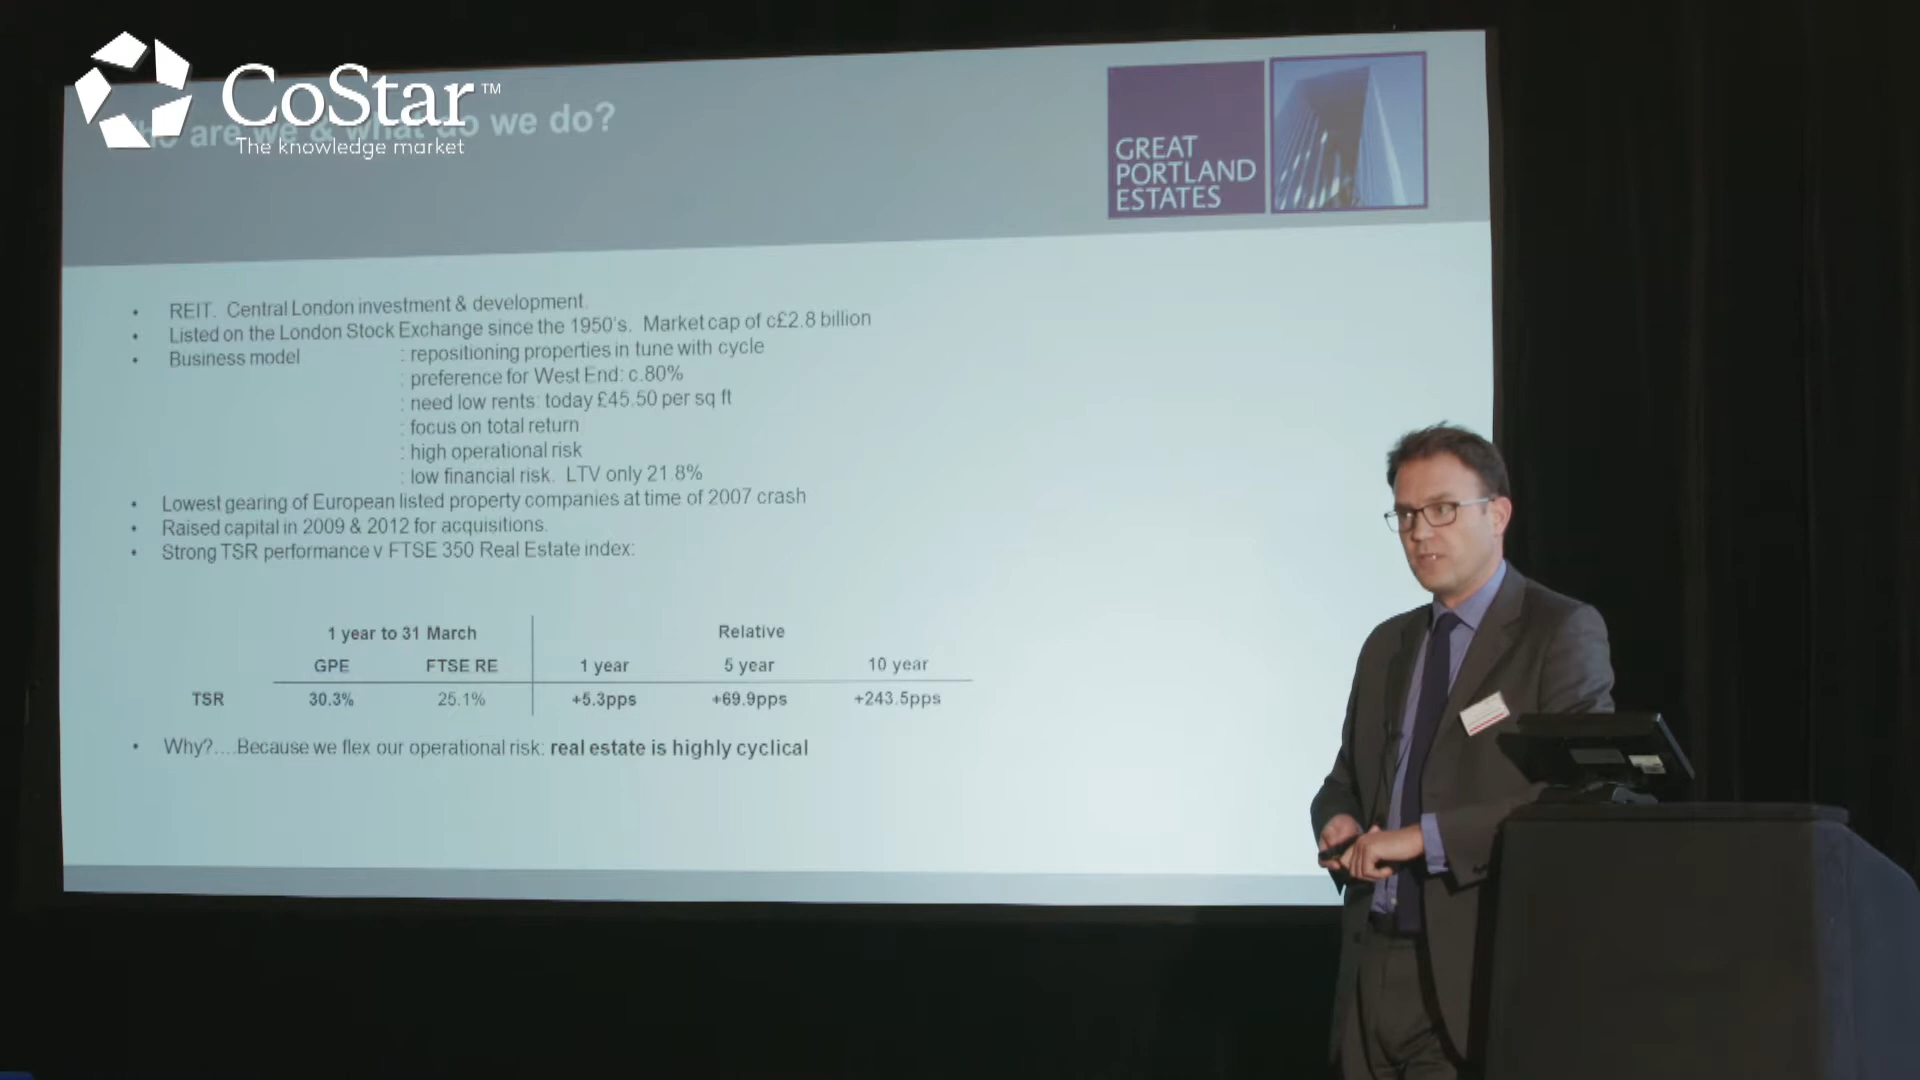 CoStar™
The knowledge market
are we & what do we do?
GREAT
PORTLAND
ESTATES
• REIT. Central London investment & development.
• Listed on the London Stock Exchange since the 1950's. Market cap of c£2.8 billion
• Business model : repositioning properties in tune with cycle
: preference for West End: c.80%
: need low rents: today £45.50 per sq ft
: focus on total return
: high operational risk
: low financial risk. LTV only 21.8%
• Lowest gearing of European listed property companies at time of 2007 crash
• Raised capital in 2009 & 2012 for acquisitions.
• Strong TSR performance v FTSE 350 Real Estate index:
1 year to 31 March Relative
GPE FTSE RE 1 year 5 year 10 year
TSR 30.3% 25.1% +5.3pps +69.9pps +243.5pps
• Why?....Because we flex our operational risk: real estate is highly cyclical